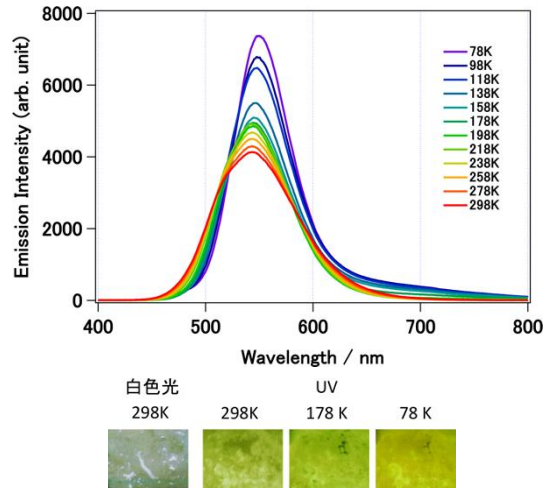 8000
6000
4000
2000
0
Emission Intensity (arb. unit)
78K
98K
118K
138K
158K
178K
198K
218K
238K
258K
278K
298K
400 500 600 700 800
Wavelength / nm
白色光 UV
298K 298K 178 K 78 K